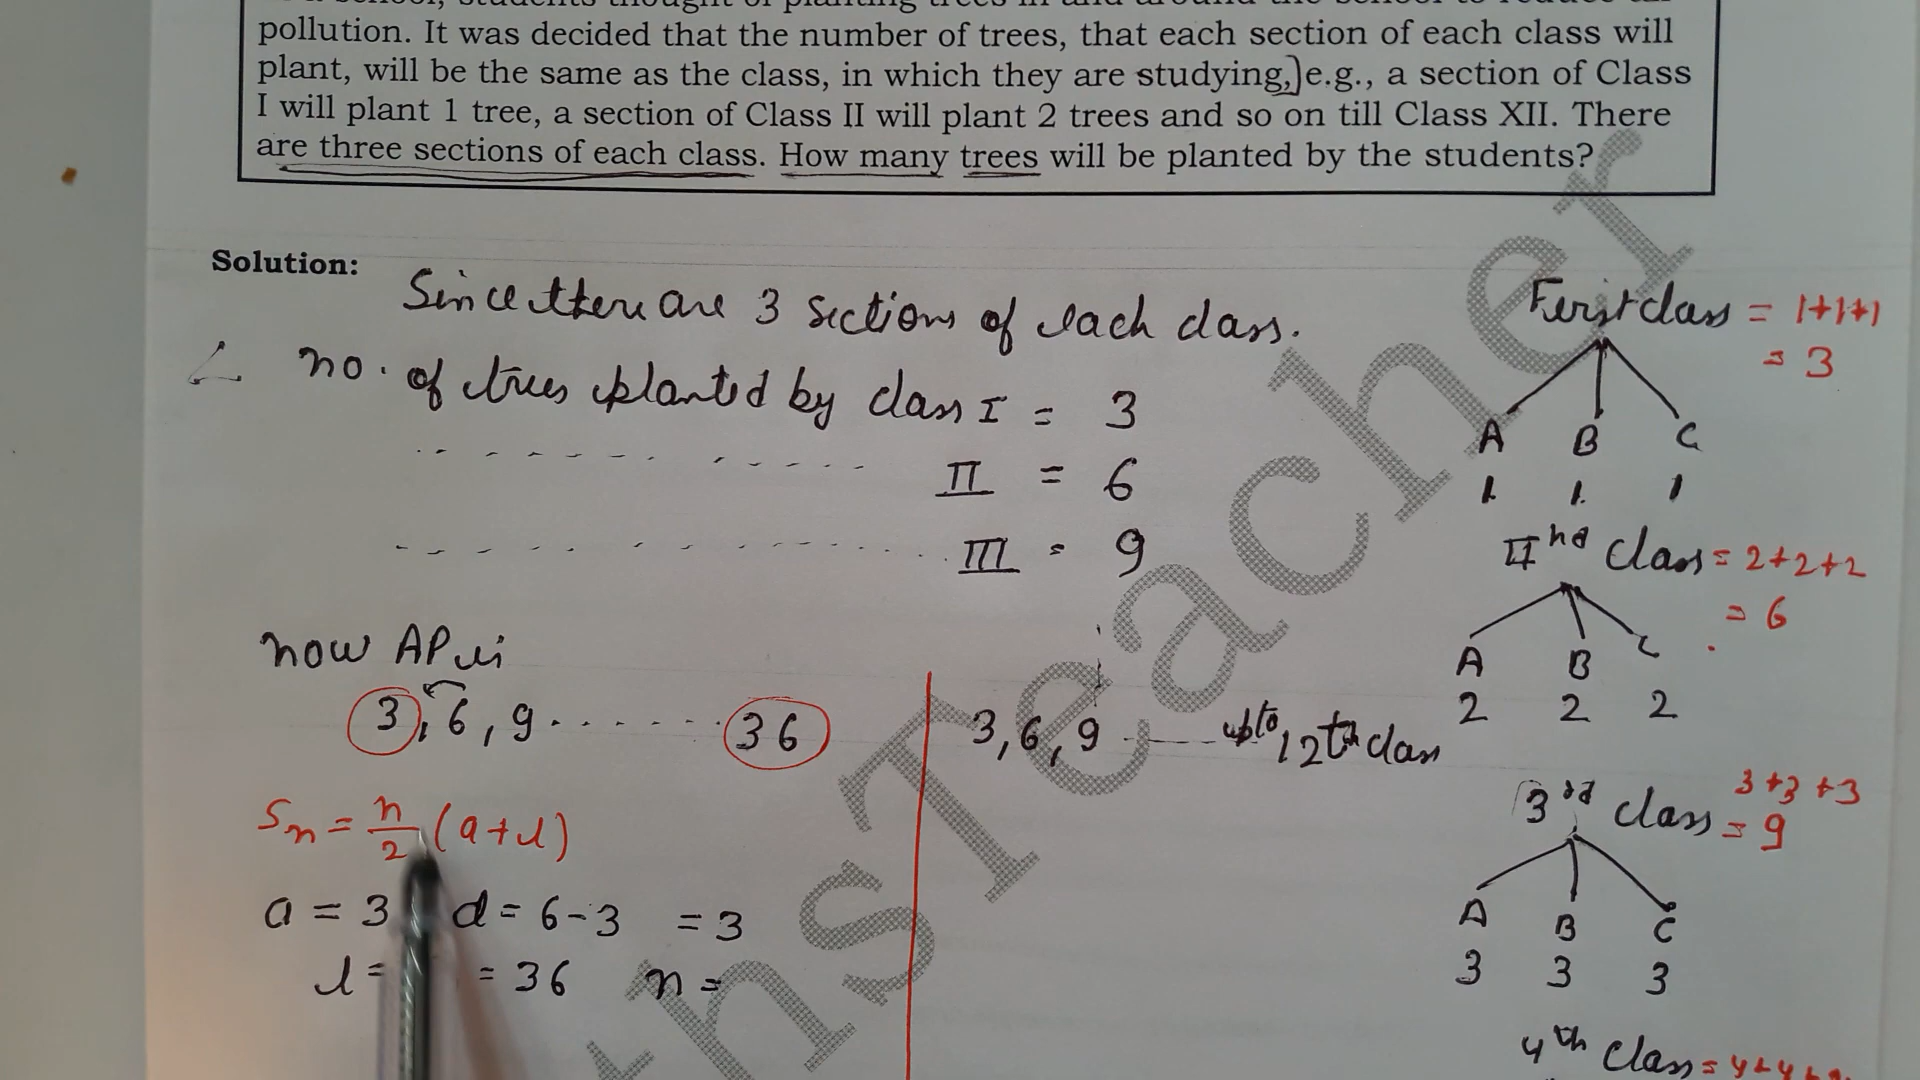 pollution. It was decided that the number of trees, that each section of each class will
plant, will be the same as the class, in which they are studying, e.g., a section of Class
I will plant 1 tree, a section of Class II will plant 2 trees and so on till Class XII. There
are three sections of each class. How many trees will be planted by the students?
Solution:
Since there are 3 sections of each class.
∴ no. of trees planted by class I = 3
II = 6
III = 9
now AP is
3, 6, 9 ....... 36
Sn = n/2 (a+l)
a = 3 d = 6-3 = 3
l = = 36 n =
3, 6, 9 ---- upto 12th class
First class = 1+1+1
= 3
A B C
1 1 1
IInd class = 2+2+2
= 6
A B C
2 2 2
3rd class = 3+3+3
= 9
A B C
3 3 3
4th class = 4+4+
hsTeacher